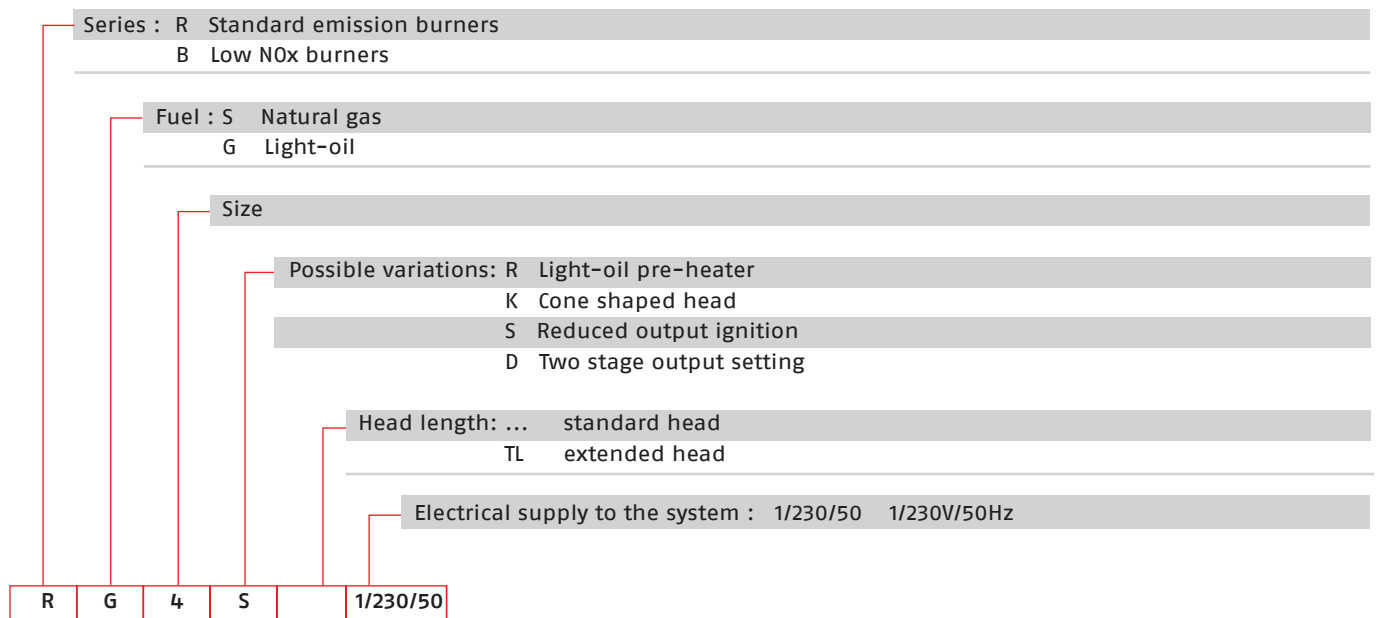 Series : R Standard emission burners
B Low N0x burners
Fuel : S Natural gas
G Light-oil
Size
Possible variations: R Light-oil pre-heater
K Cone shaped head
S Reduced output ignition
D Two stage output setting
Head length: ... standard head
TL extended head
Electrical supply to the system : 1/230/50 1/230V/50Hz
R G 4 S 1/230/50